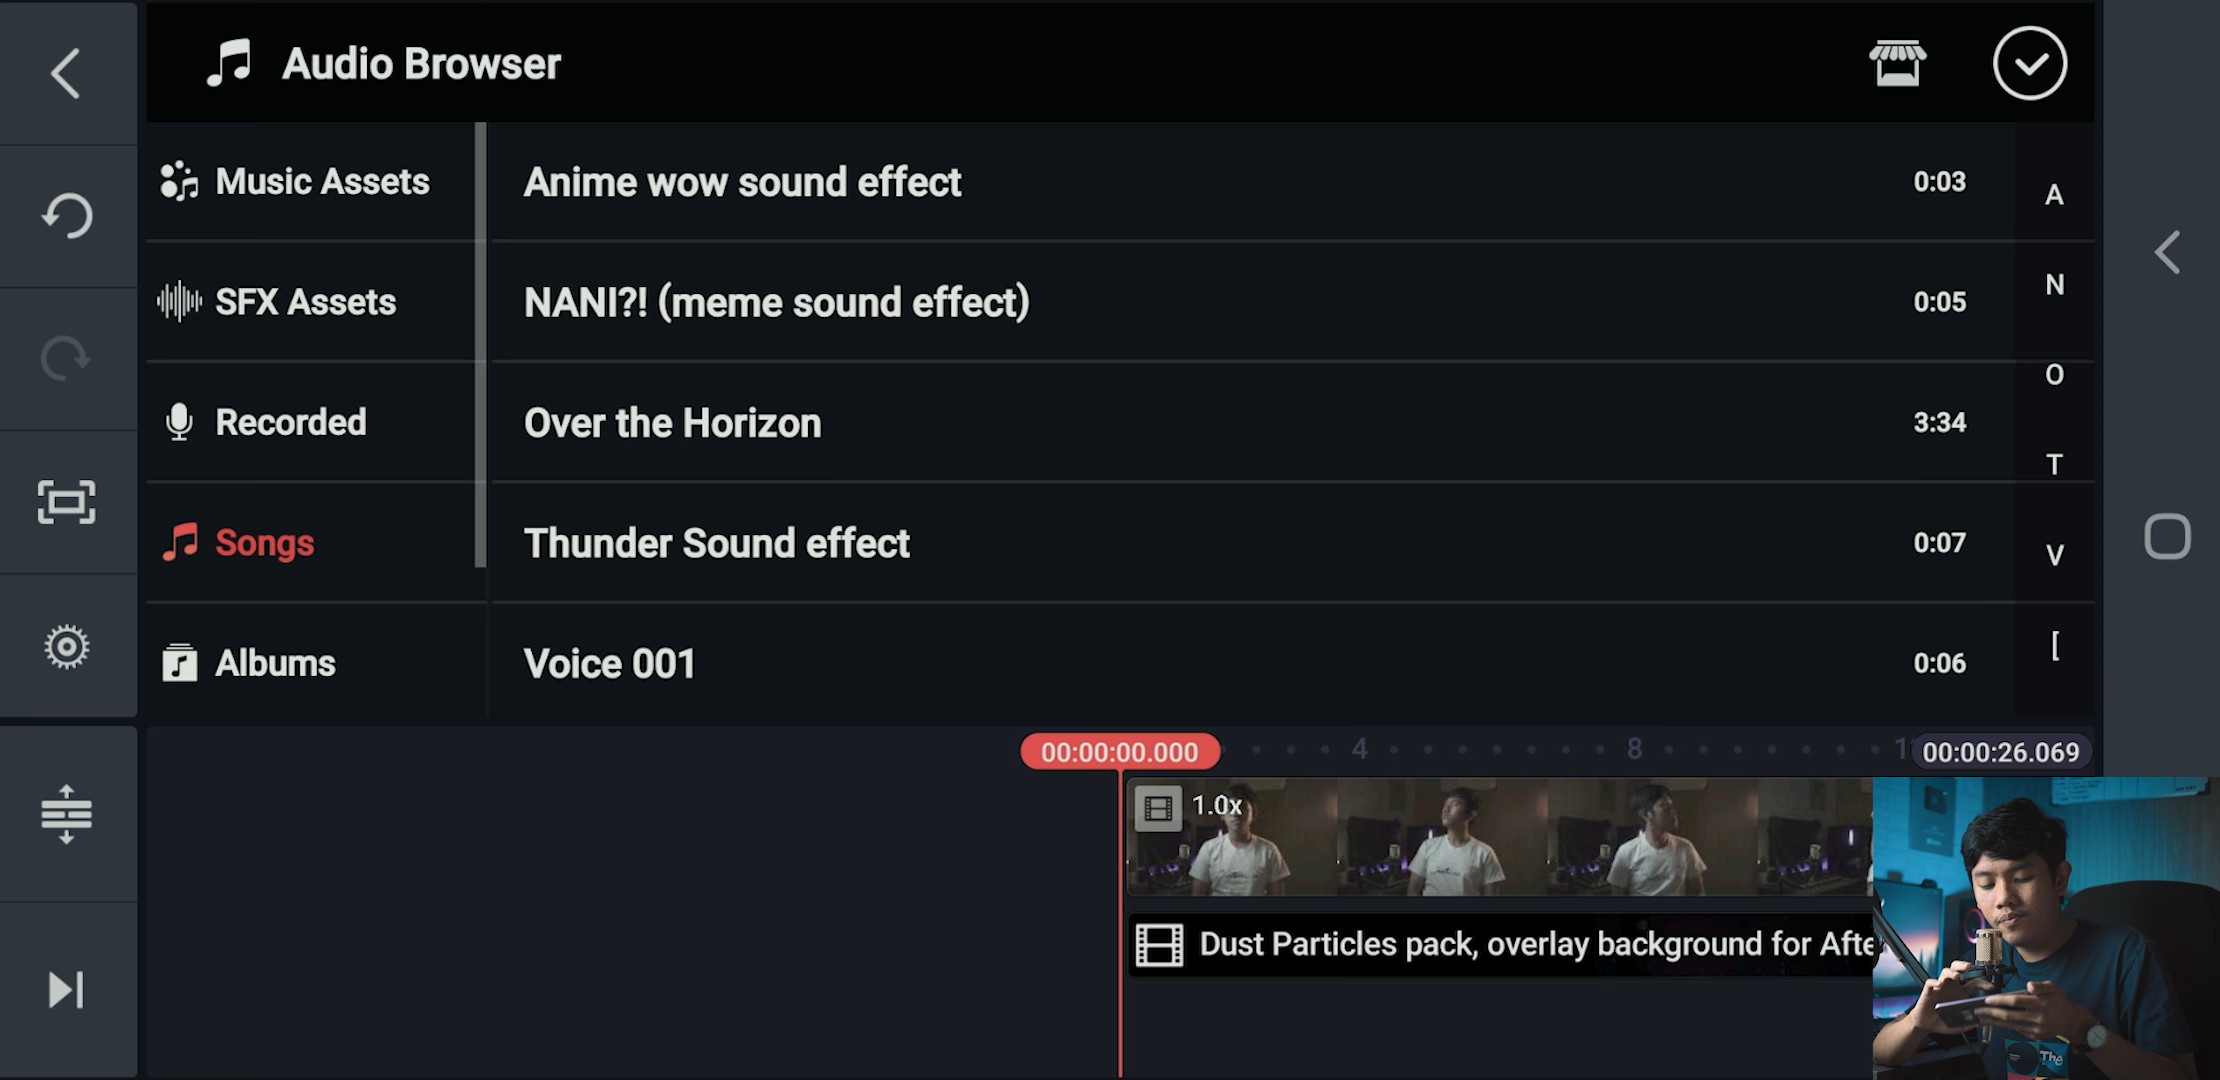 Audio Browser
Music Assets
Anime wow sound effect
0:03
A
SFX Assets
NANI?! (meme sound effect)
0:05
N
Recorded
Over the Horizon
3:34
O
T
Songs
Thunder Sound effect
0:07
V
Albums
Voice 001
0:06
[
00:00:00.000
4
8
00:00:26.069
1.0x
Dust Particles pack, overlay background for Afte
The